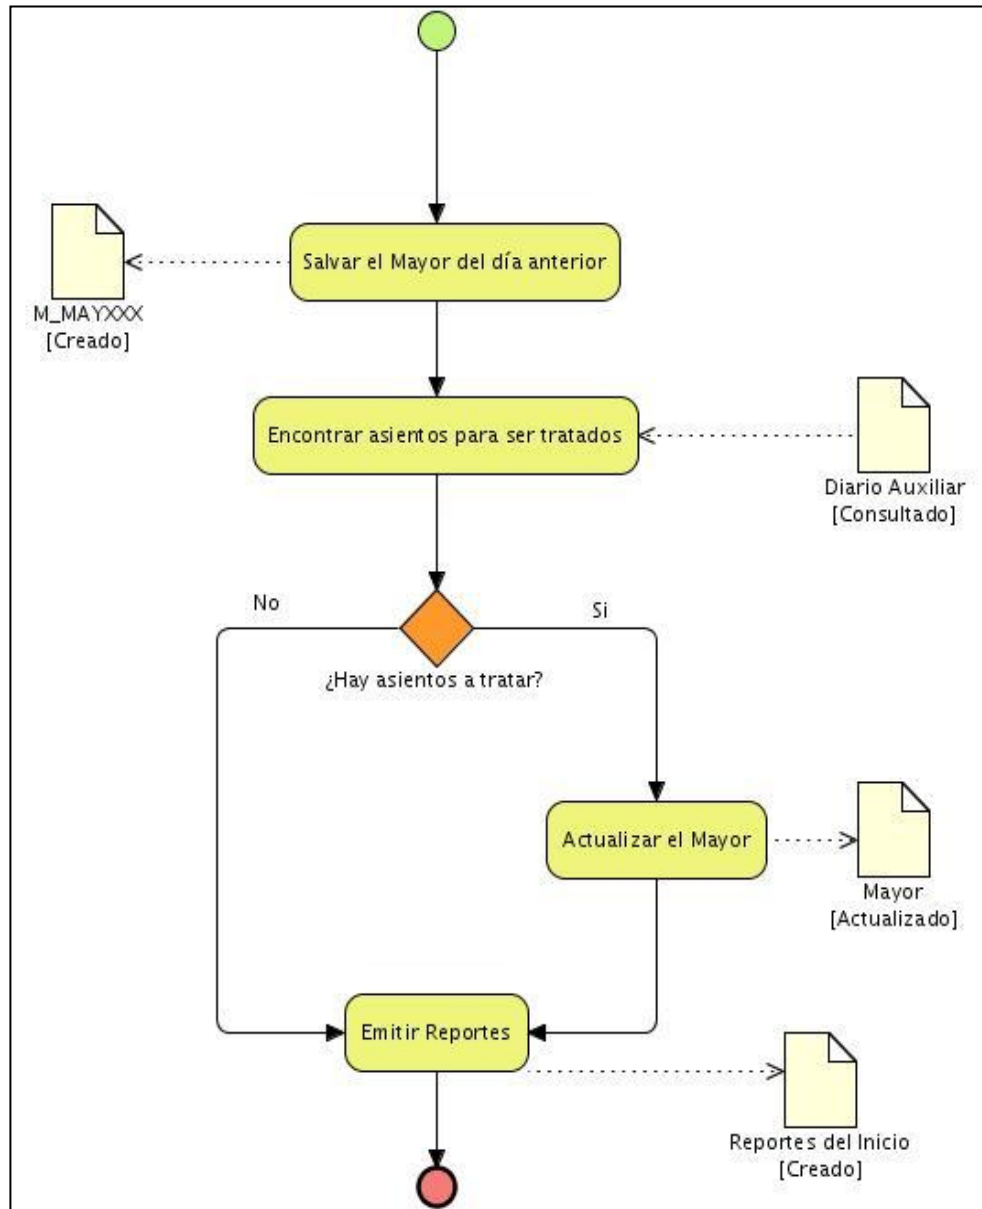 Salvar el Mayor del día anterior
M_MAYXXX
[Creado]
Encontrar asientos para ser tratados
Diario Auxiliar
[Consultado]
No
Si
¿Hay asientos a tratar?
Actualizar el Mayor
Mayor
[Actualizado]
Emitir Reportes
Reportes del Inicio
[Creado]